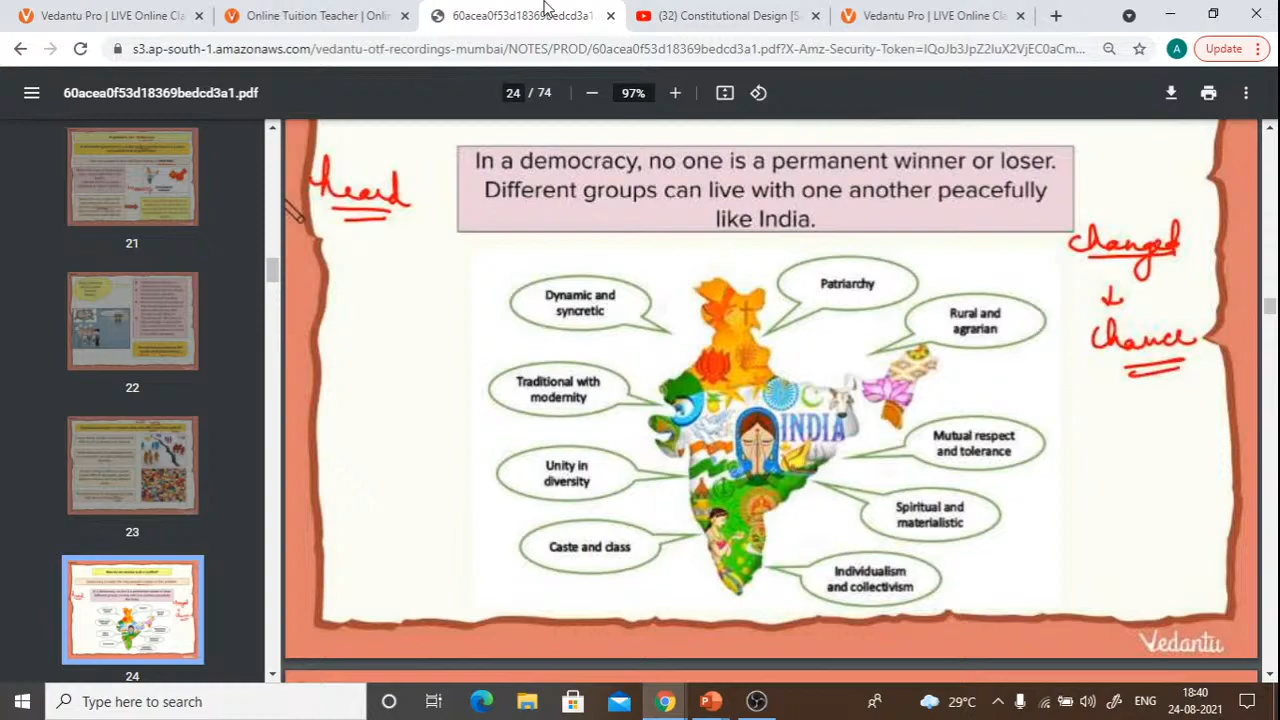 Vedantu Pro | LIVE Online Cla
Online Tuition Teacher | Onlin
60acea0f53d18369bedcd3a1
(32) Constitutional Design [S
Vedantu Pro | LIVE Online Cla
s3.ap-south-1.amazonaws.com/vedantu-otf-recordings-mumbai/NOTES/PROD/60acea0f53d18369bedcd3a1.pdf?X-Amz-Security-Token=IQoJb3JpZ2luX2VjEC0aCm...
A
Update
60acea0f53d18369bedcd3a1.pdf
24 / 74
97%
21
22
23
24
heard
In a democracy, no one is a permanent winner or loser.
Different groups can live with one another peacefully
like India.
changed
chance
Dynamic and
syncretic
Patriarchy
Rural and
agrarian
Traditional with
modernity
INDIA
Mutual respect
and tolerance
Unity in
diversity
Spiritual and
materialistic
Caste and class
Individualism
and collectivism
Vedantu
Type here to search
29°C
ENG
18:40
24-08-2021